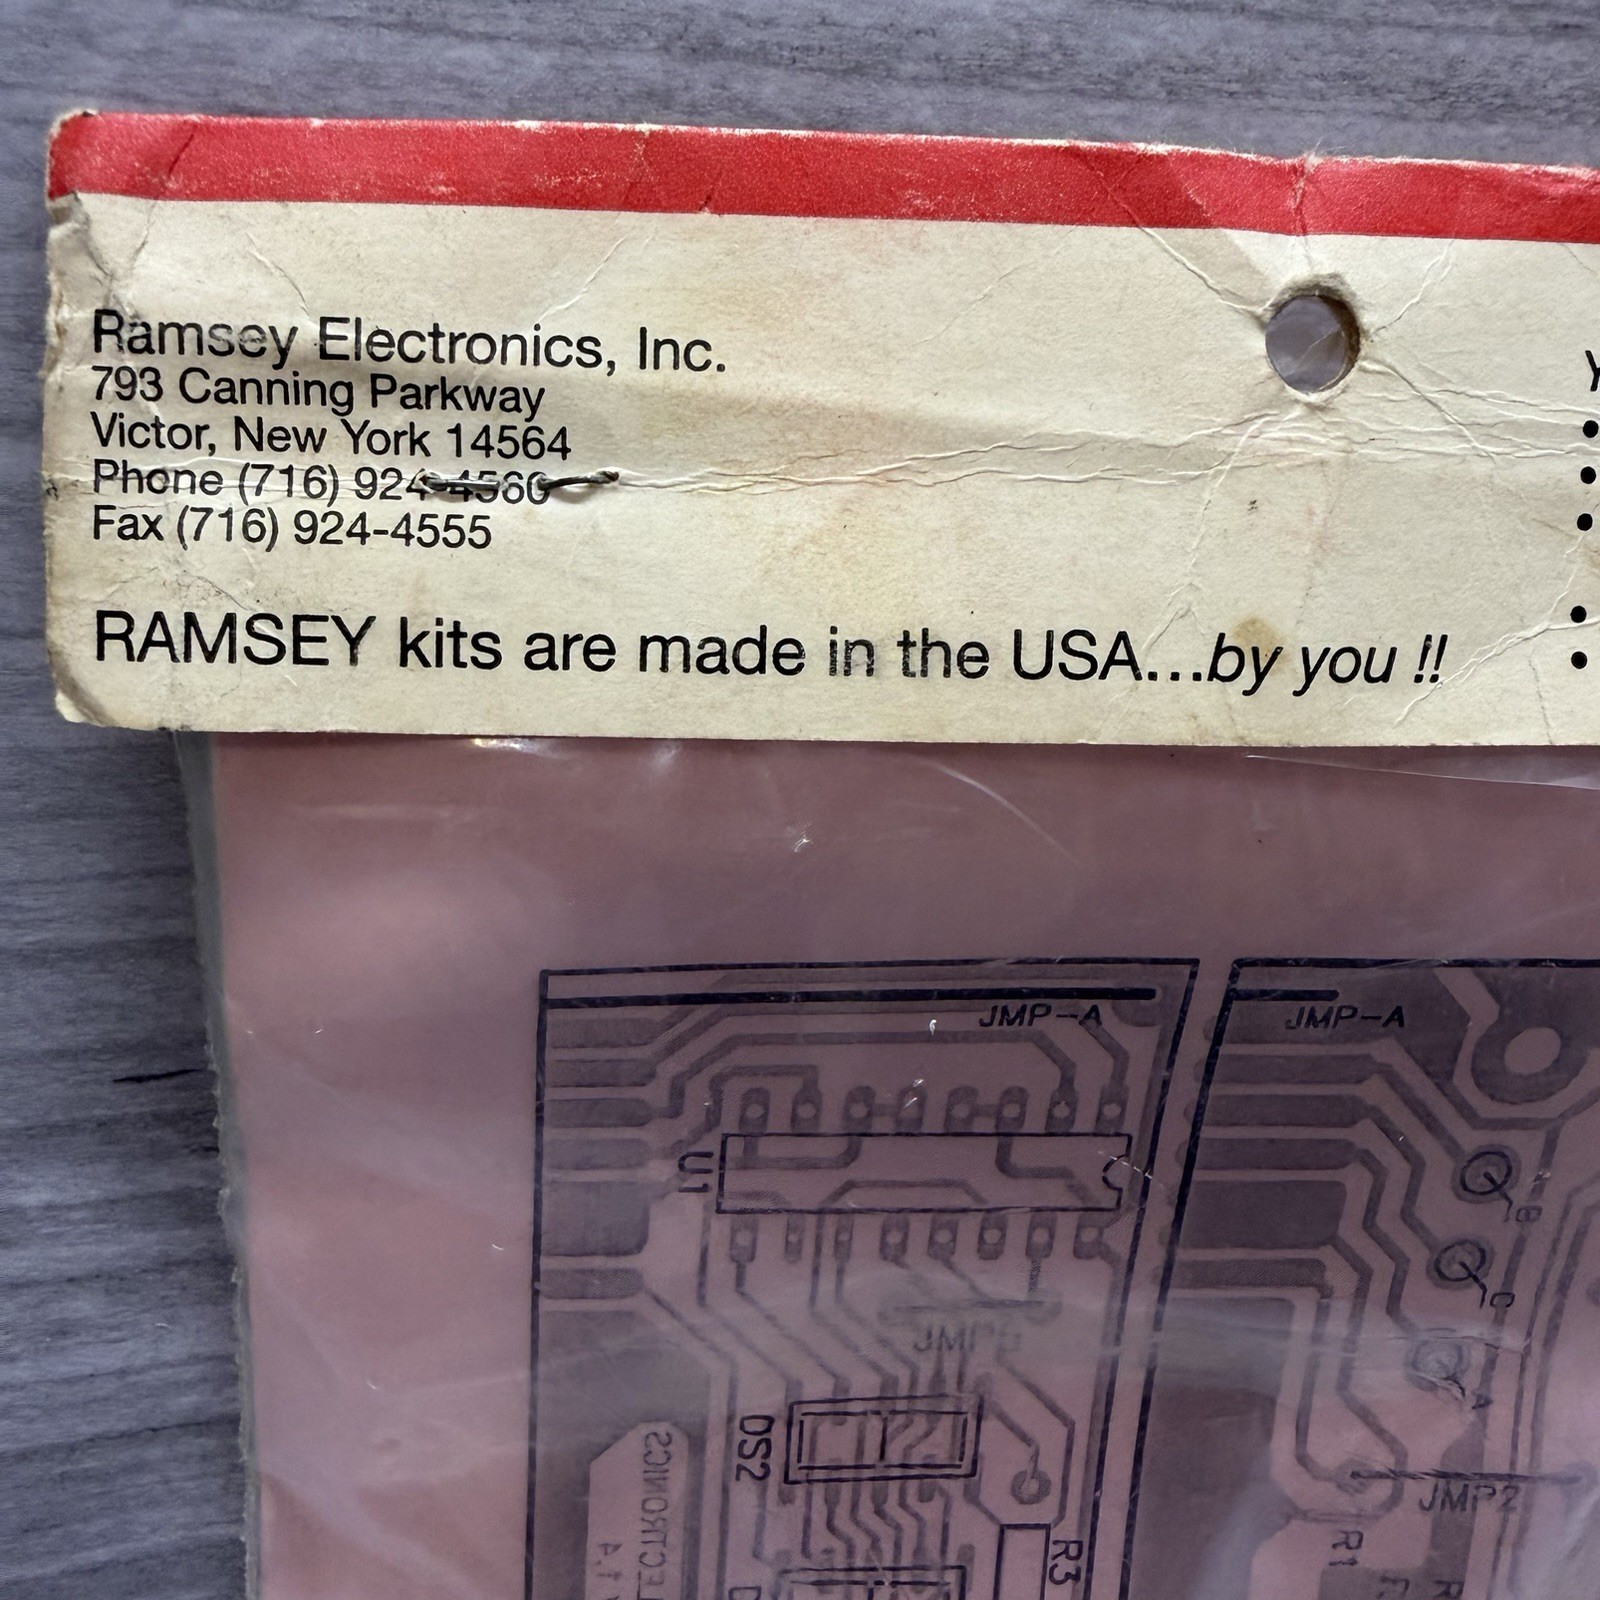 Ramsey Electronics, Inc.
793 Canning Parkway
Victor, New York 14564
Phone (716) 924-4560
Fax (716) 924-4555
RAMSEY kits are made in the USA...by you !!
JMP-A
JMP-A
U1
B
C
A
DS2
JMP2
ELECTRONICS
R3
R1